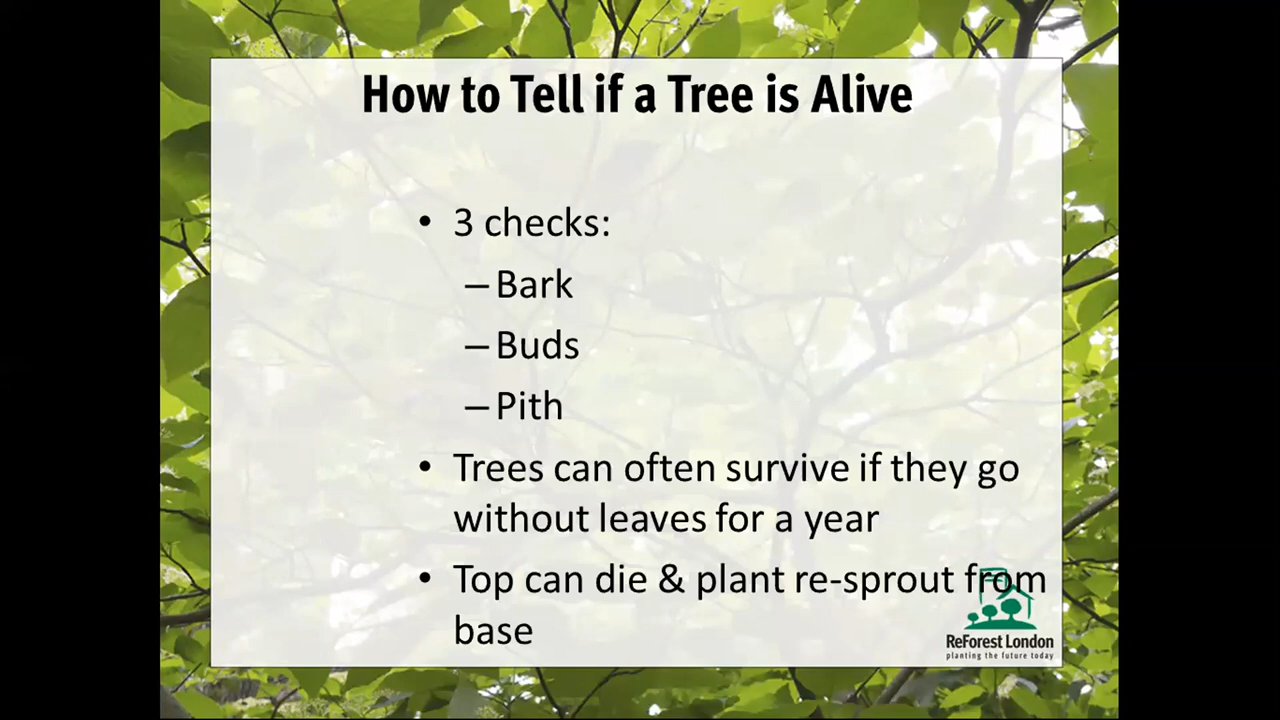 How to Tell if a Tree is Alive
• 3 checks:
– Bark
– Buds
– Pith
• Trees can often survive if they go
without leaves for a year
• Top can die & plant re-sprout from
base
ReForest London
planting the future today